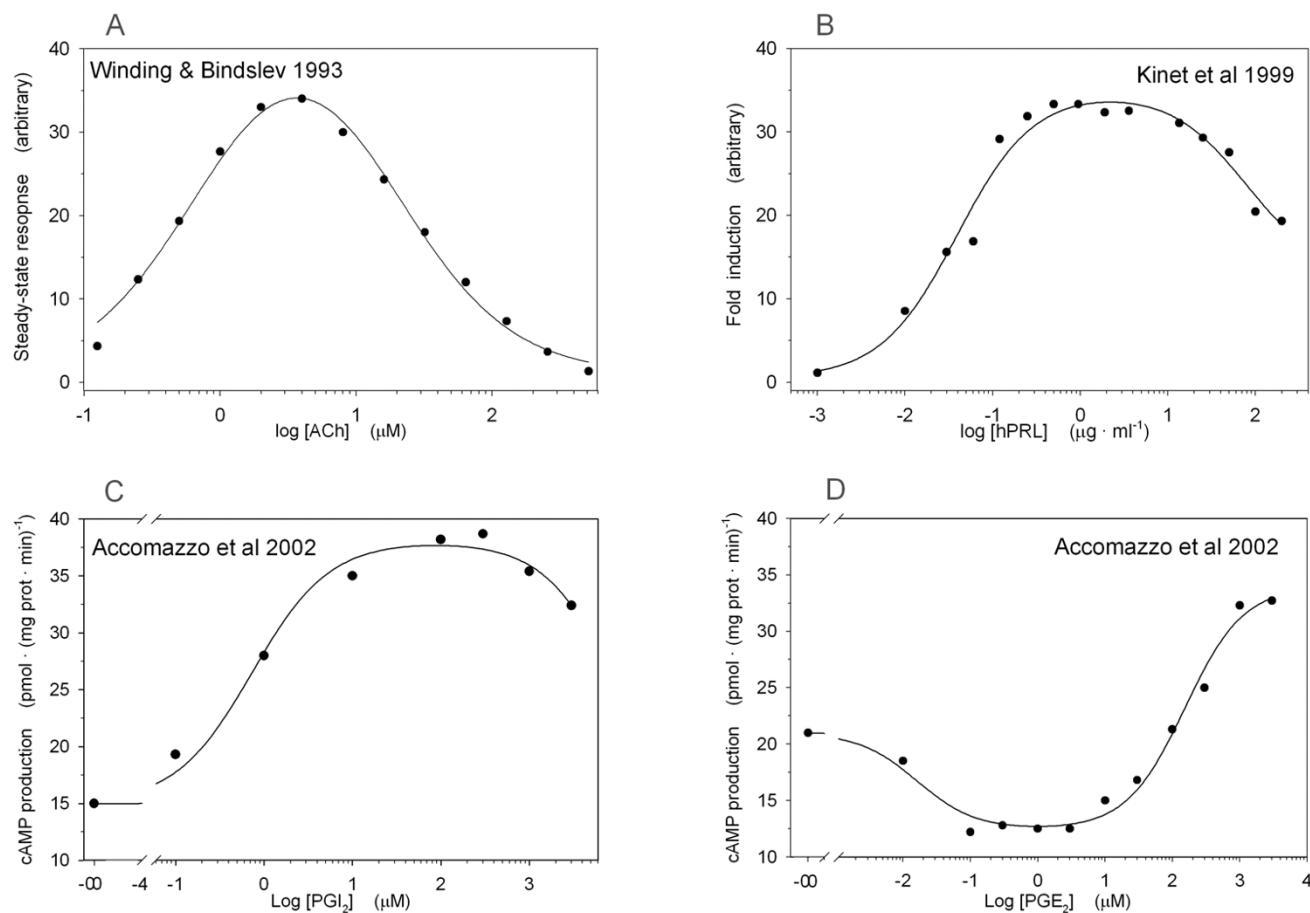 A
Winding & Bindslev 1993
Steady-state resopnse (arbitrary)
40
30
20
10
0
-1 0 1 2
log [ACh] (μM)
B
Kinet et al 1999
Fold induction (arbitrary)
40
30
20
10
0
-3 -2 -1 0 1 2
log [hPRL] (μg · ml⁻¹)
C
Accomazzo et al 2002
cAMP production (pmol · (mg prot · min)⁻¹)
40
35
30
25
20
15
10
-00 -4 -1 0 1 2 3
Log [PGI₂] (μM)
D
Accomazzo et al 2002
cAMP production (pmol · (mg prot · min)⁻¹)
40
35
30
25
20
15
10
-00 -2 -1 0 1 2 3 4
Log [PGE₂] (μM)